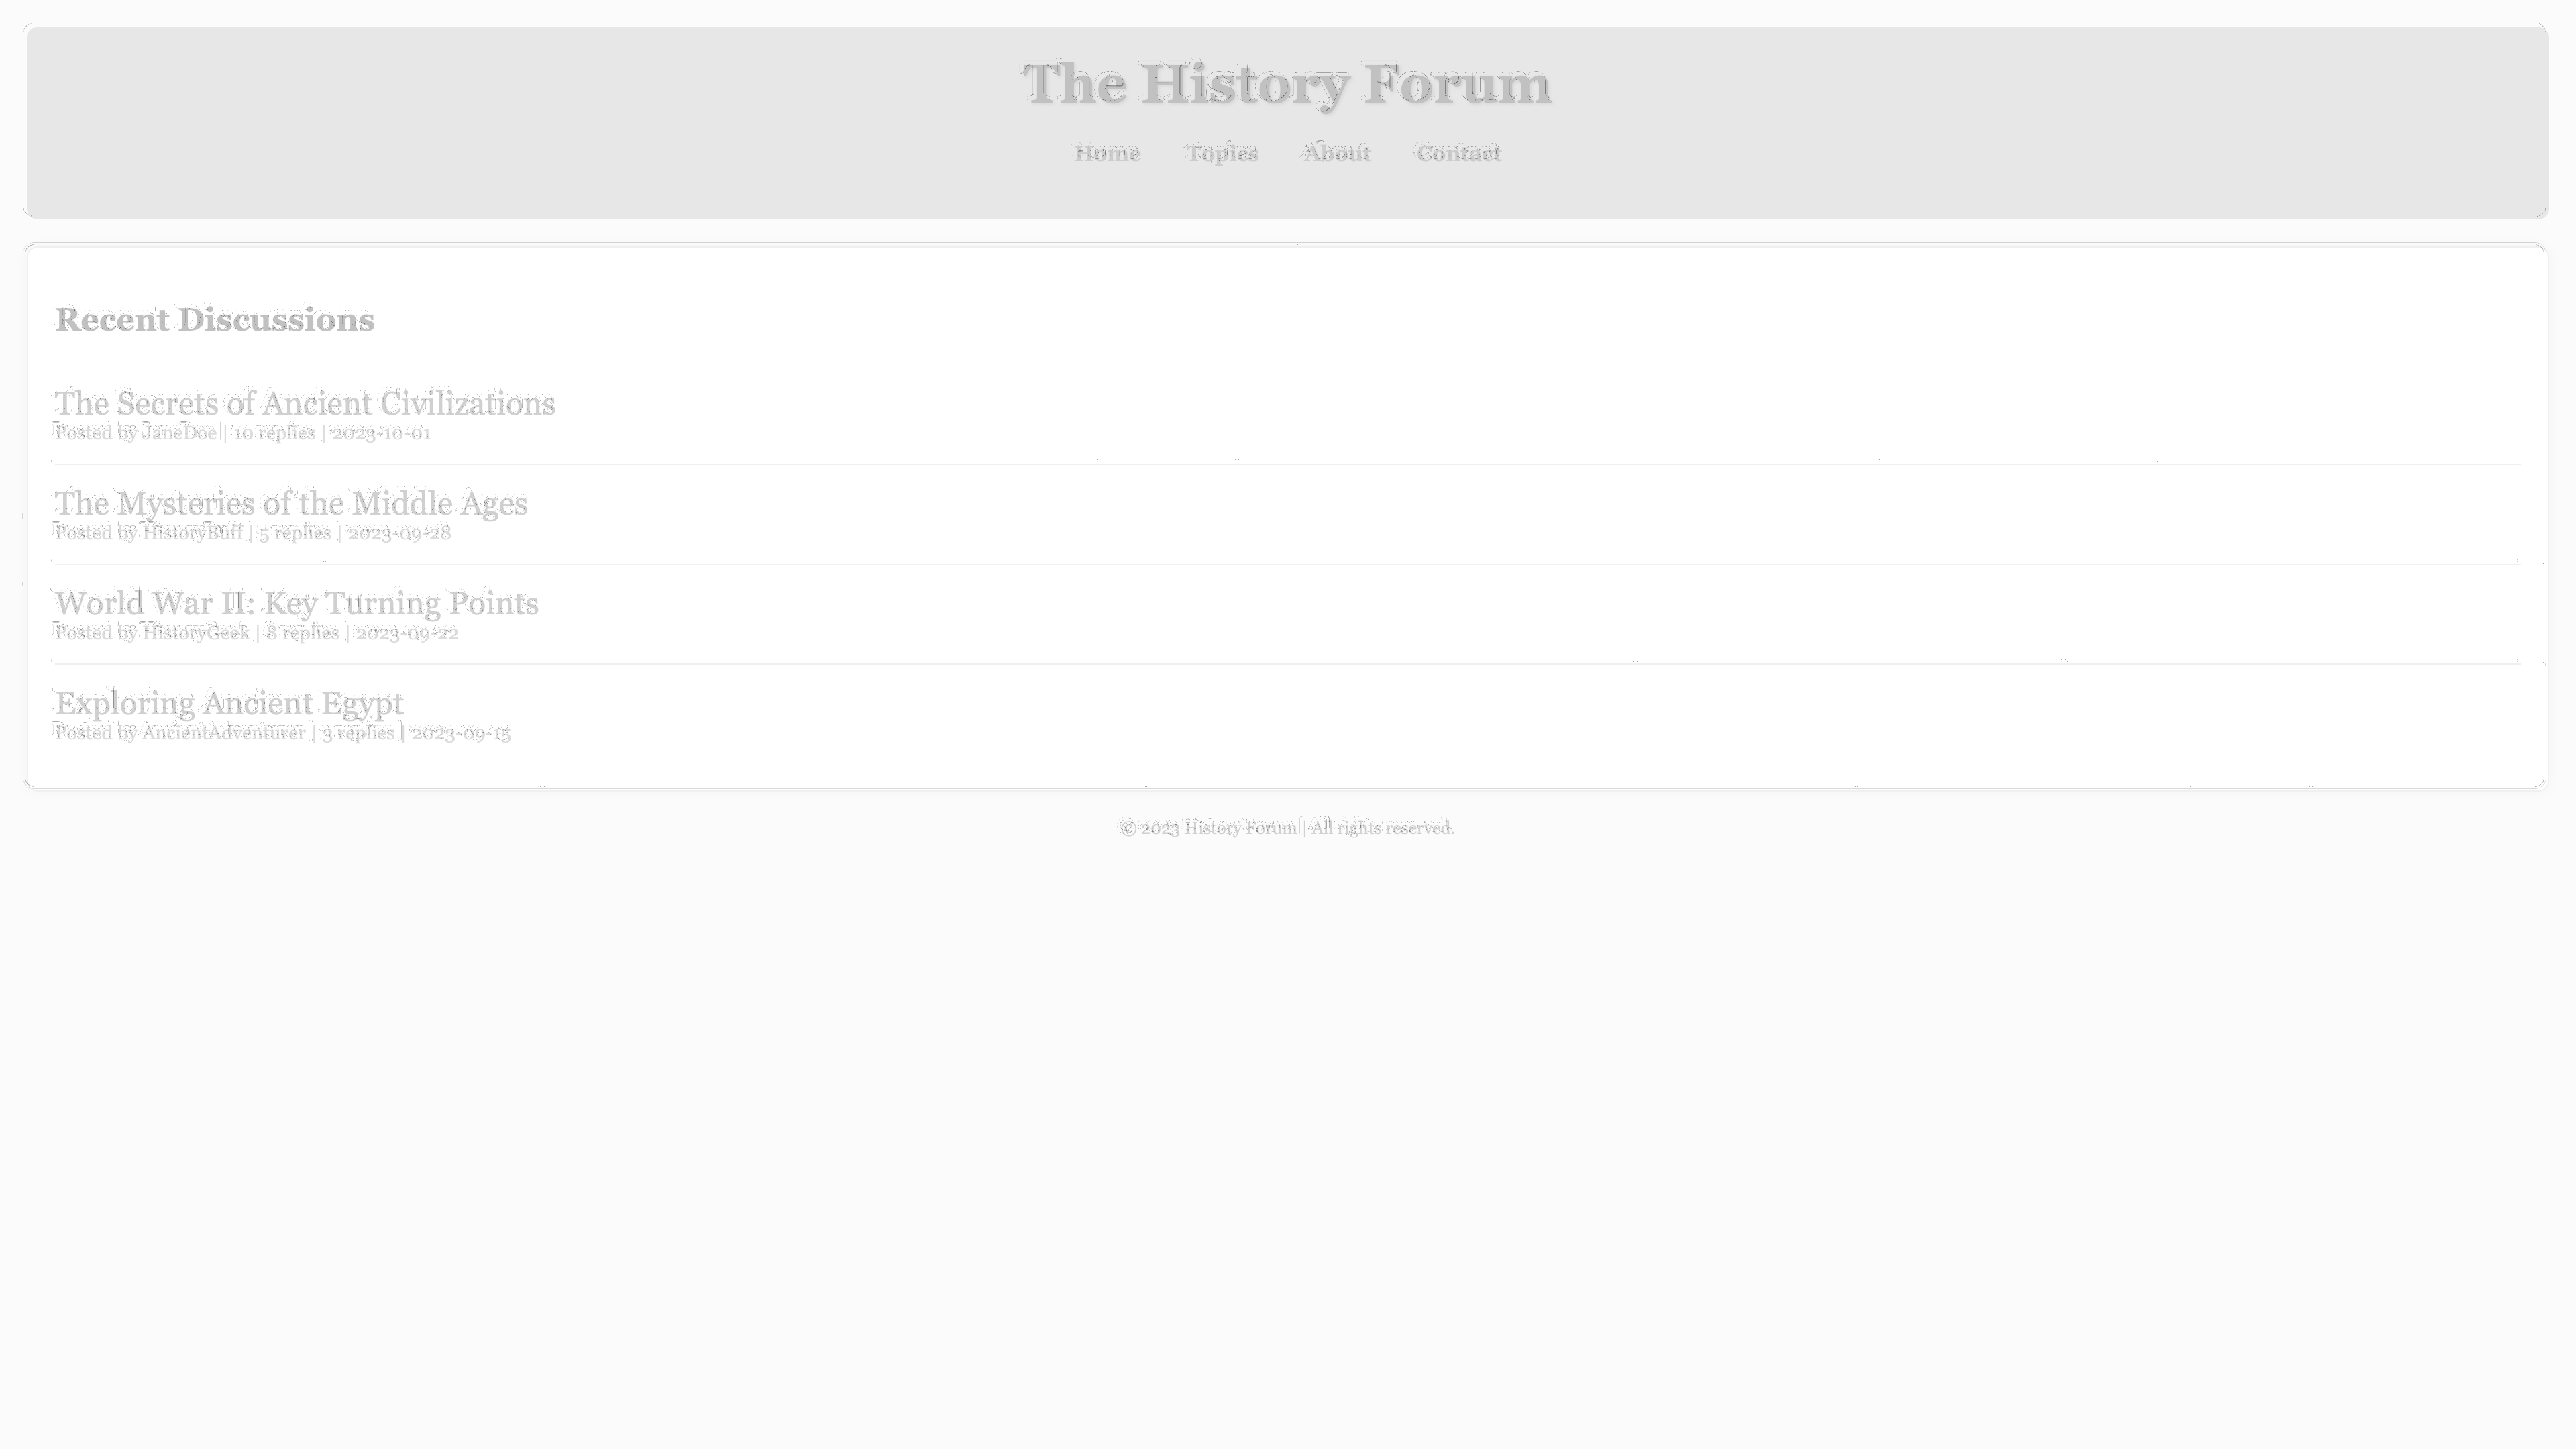 The History Forum
Home Topics About Contact
Recent Discussions
The Secrets of Ancient Civilizations
Posted by JaneDoe | 10 replies | 2023-10-01
The Mysteries of the Middle Ages
Posted by HistoryBuff | 5 replies | 2023-09-28
World War II: Key Turning Points
Posted by HistoryGeek | 8 replies | 2023-09-22
Exploring Ancient Egypt
Posted by AncientAdventurer | 3 replies | 2023-09-15
© 2023 History Forum | All rights reserved.